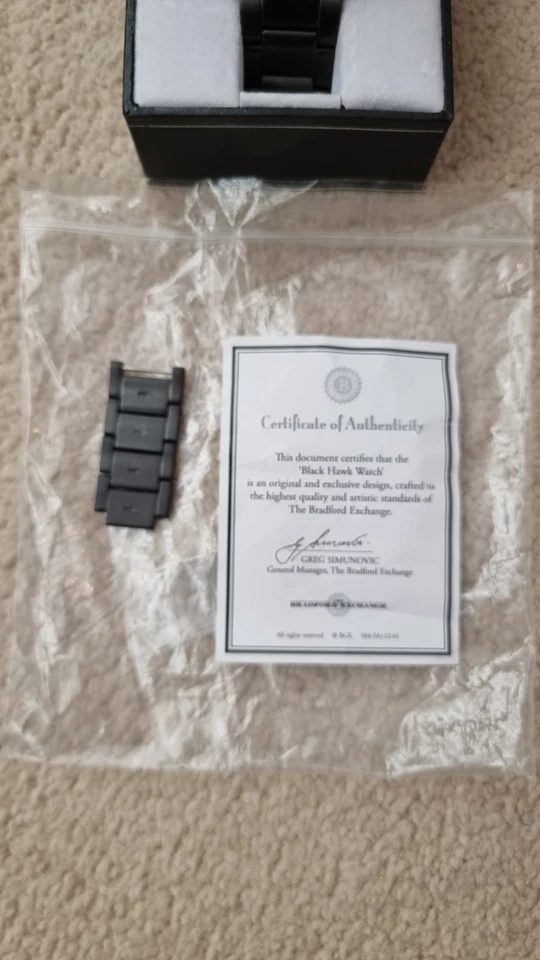 B
Certificate of Authenticity
This document certifies that the
'Black Hawk Watch'
is an original and exclusive design, crafted to
the highest quality and artistic standards of
The Bradford Exchange.
GREG SIMUNOVIC
General Manager, The Bradford Exchange
BRADFORD EXCHANGE
All rights reserved © BGE